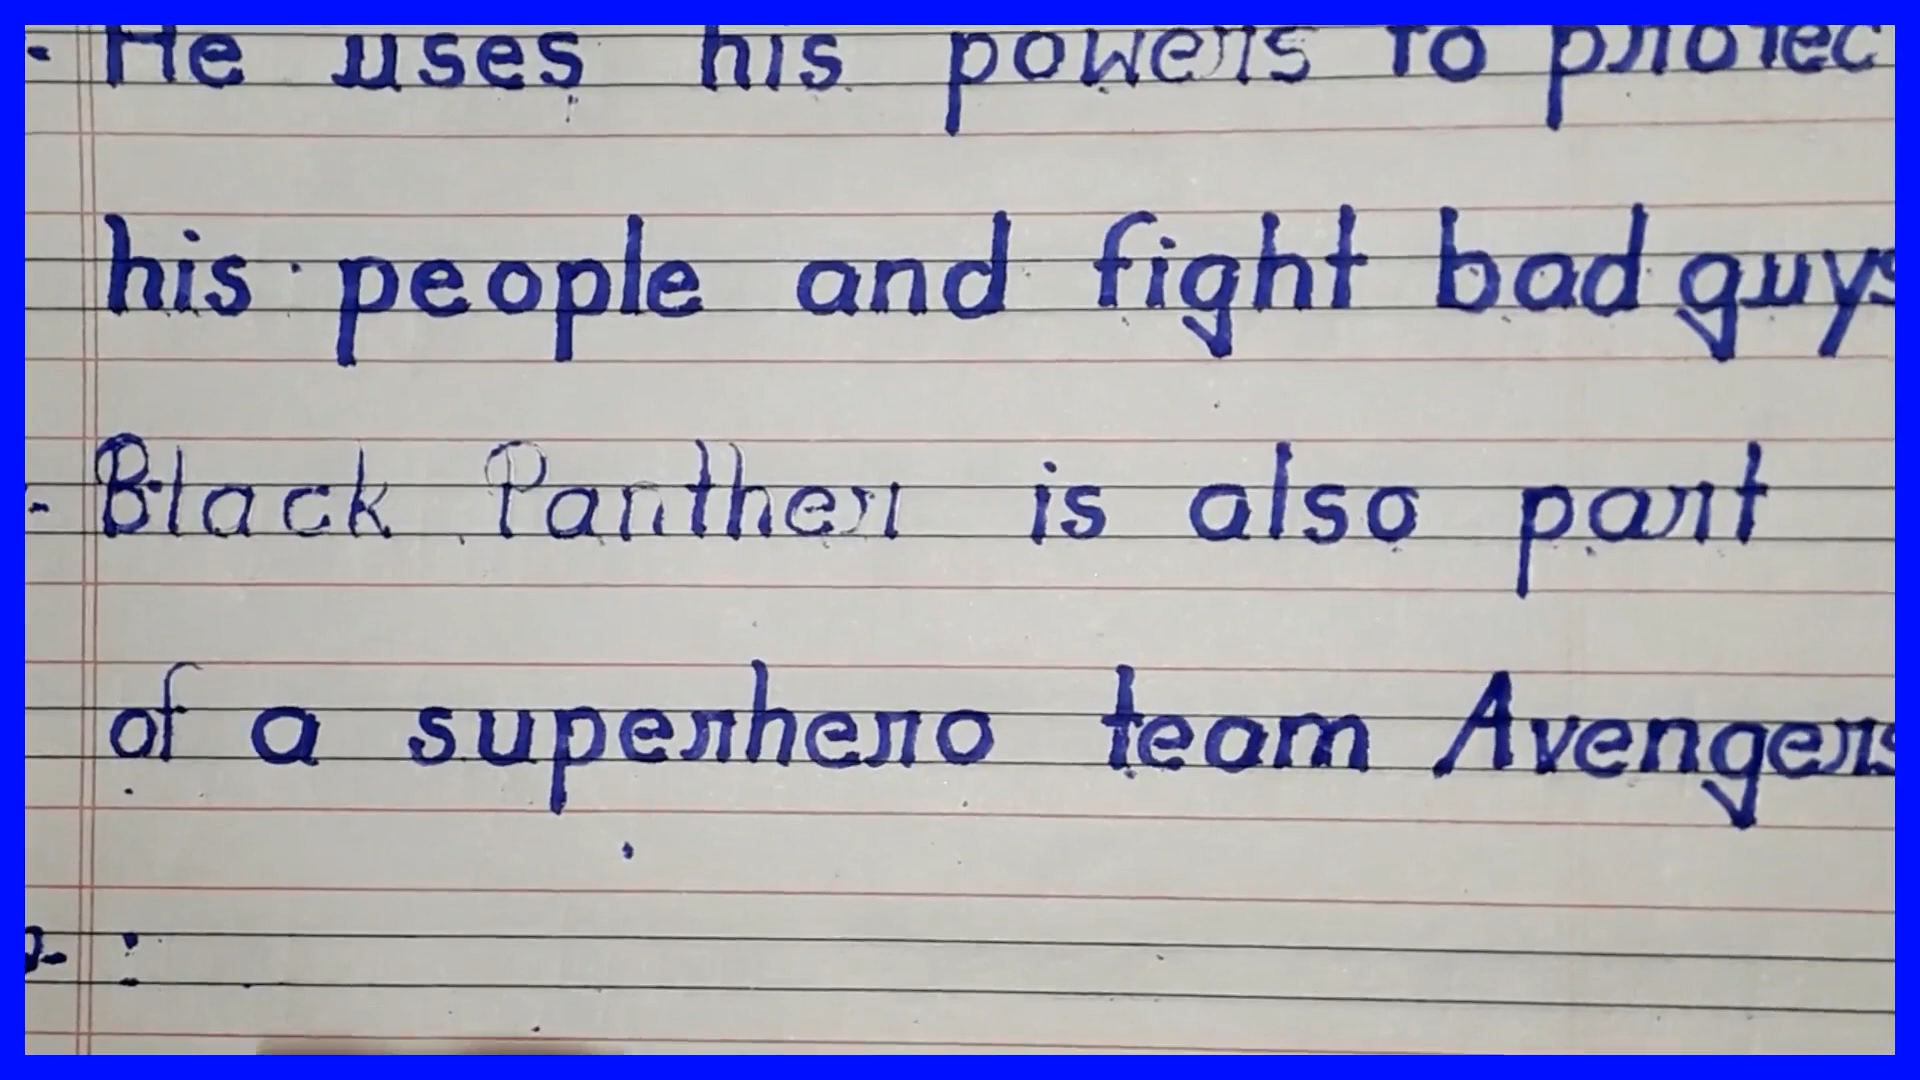 - He uses his powers to protec
his people and fight bad guys
- Black Panther is also part
of a superhero team Avengers